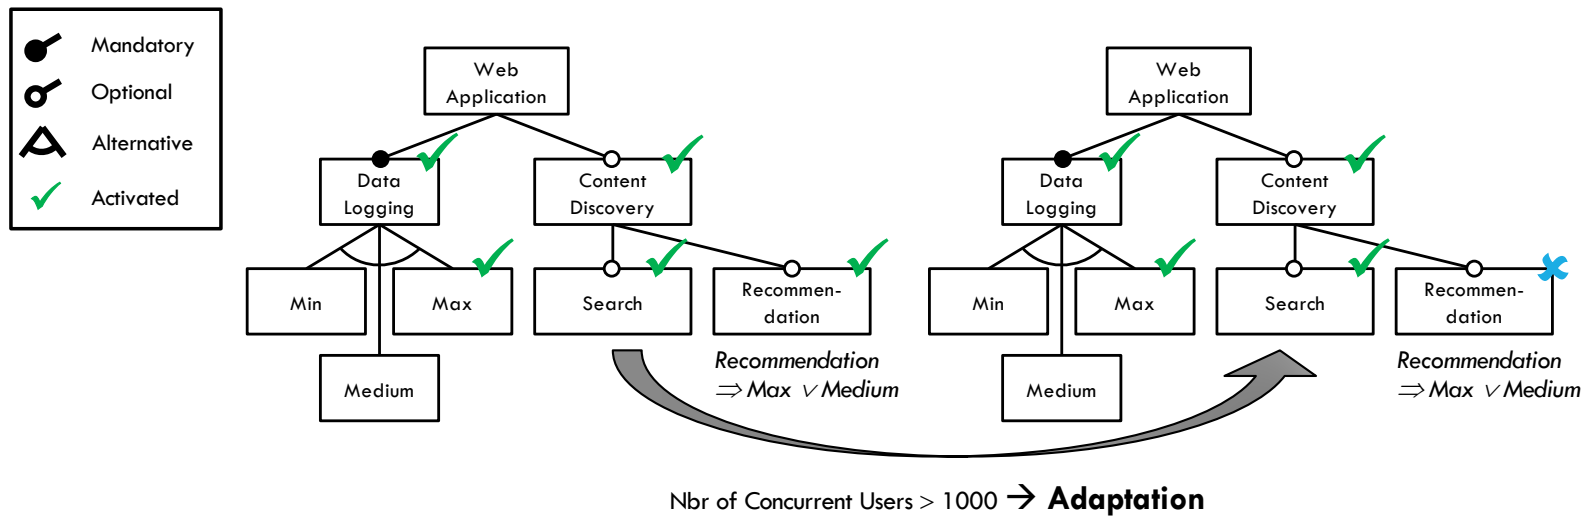 Mandatory
Optional
Alternative
Activated
Web
Application
Data
Logging
Content
Discovery
Min
Max
Search
Recommen-
dation
Medium
Recommendation
⇒ Max ∨ Medium
Web
Application
Data
Logging
Content
Discovery
Min
Max
Search
Recommen-
dation
Medium
Recommendation
⇒ Max ∨ Medium
Nbr of Concurrent Users > 1000 → Adaptation